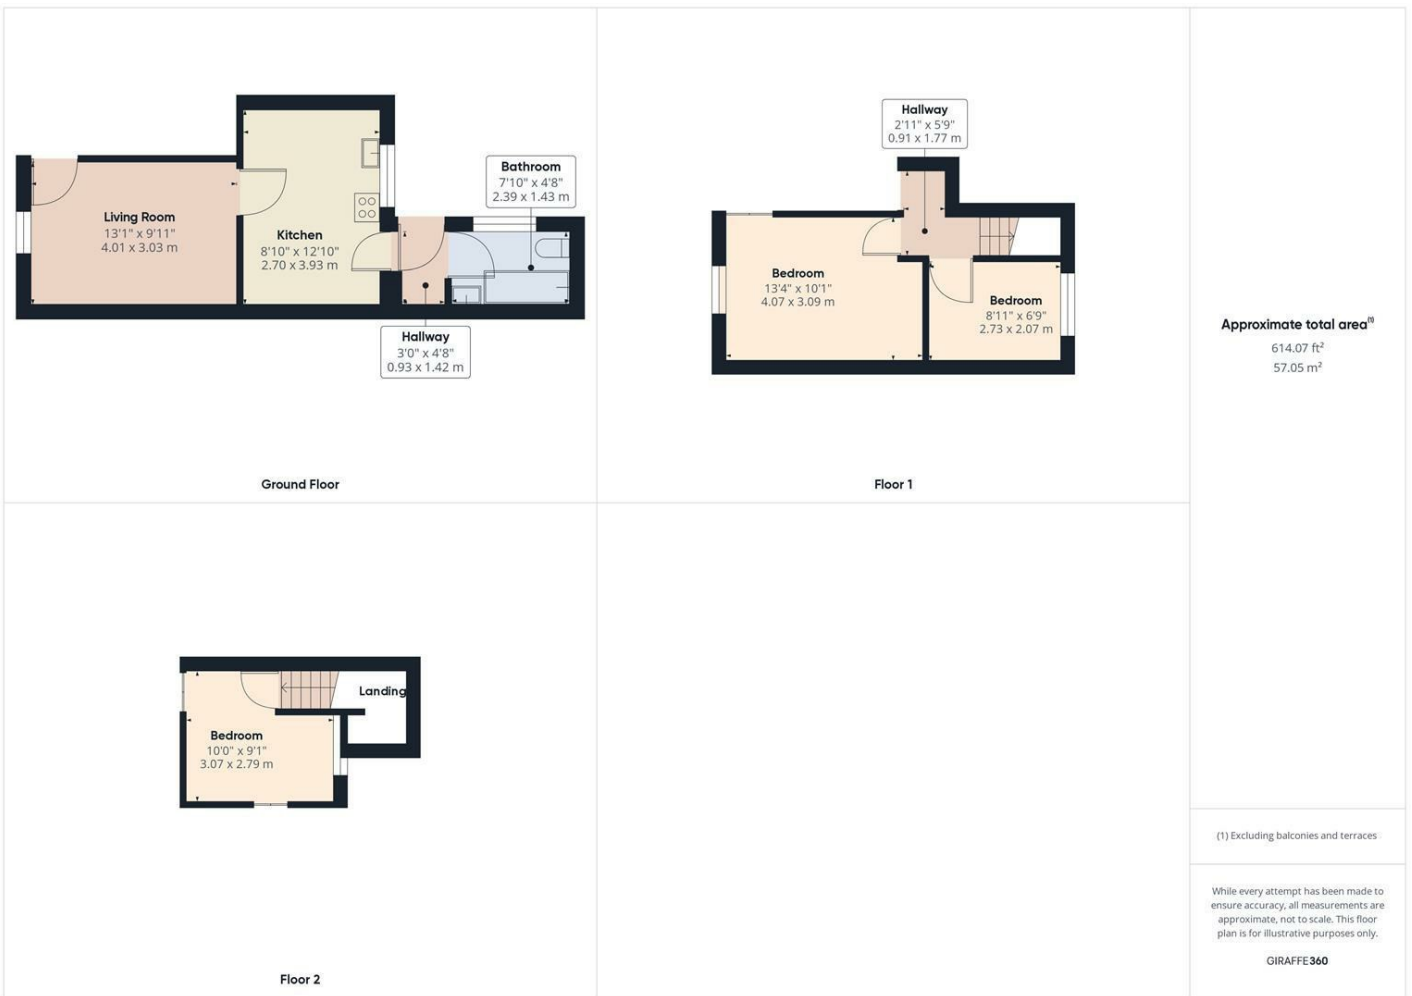 Living Room
13'1" x 9'11"
4.01 x 3.03 m
Kitchen
8'10" x 12'10"
2.70 x 3.93 m
Bathroom
7'10" x 4'8"
2.39 x 1.43 m
Hallway
3'0" x 4'8"
0.93 x 1.42 m
Ground Floor
Hallway
2'11" x 5'9"
0.91 x 1.77 m
Bedroom
13'4" x 10'1"
4.07 x 3.09 m
Bedroom
8'11" x 6'9"
2.73 x 2.07 m
Floor 1
Landing
Bedroom
10'0" x 9'1"
3.07 x 2.79 m
Floor 2
Approximate total area(1)
614.07 ft²
57.05 m²
(1) Excluding balconies and terraces
While every attempt has been made to
ensure accuracy, all measurements are
approximate, not to scale. This floor
plan is for illustrative purposes only.
GIRAFFE360